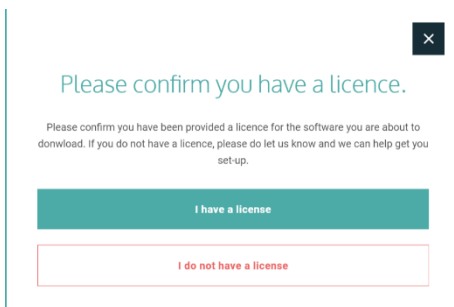 Please confirm you have a licence.
Please confirm you have been provided a licence for the software you are about to
donwload. If you do not have a licence, please do let us know and we can help get you
set-up.
I have a license
I do not have a license